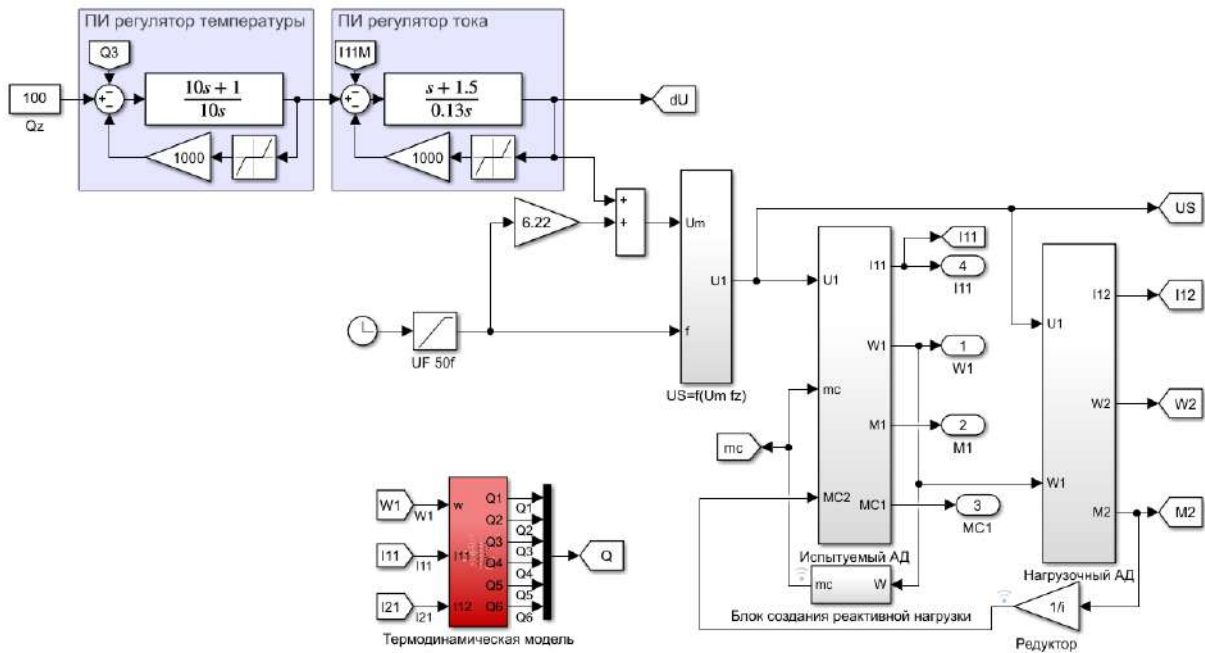 ПИ регулятор температуры
ПИ регулятор тока
Q3
I11M
100
Qz
10s + 1
10s
s + 1.5
0.13s
dU
1000
1000
6.22
+
+
Um
U1
f
US=f(Um fz)
UF 50f
US
I11
4
I11
U1
I11
I12
I12
U1
W1
1
W1
mc
W2
W2
M1
2
M1
mc
W1
MC2
MC1
3
MC1
M2
M2
Испытуемый АД
Нагрузочный АД
mc
W
Блок создания реактивной нагрузки
1/i
Редуктор
W1
W1
w
Q1
Q1
Q2
Q2
I11
I11
I11
Q3
Q3
Q4
Q4
Q
I21
I21
I12
Q5
Q5
Q6
Q6
Термодинамическая модель